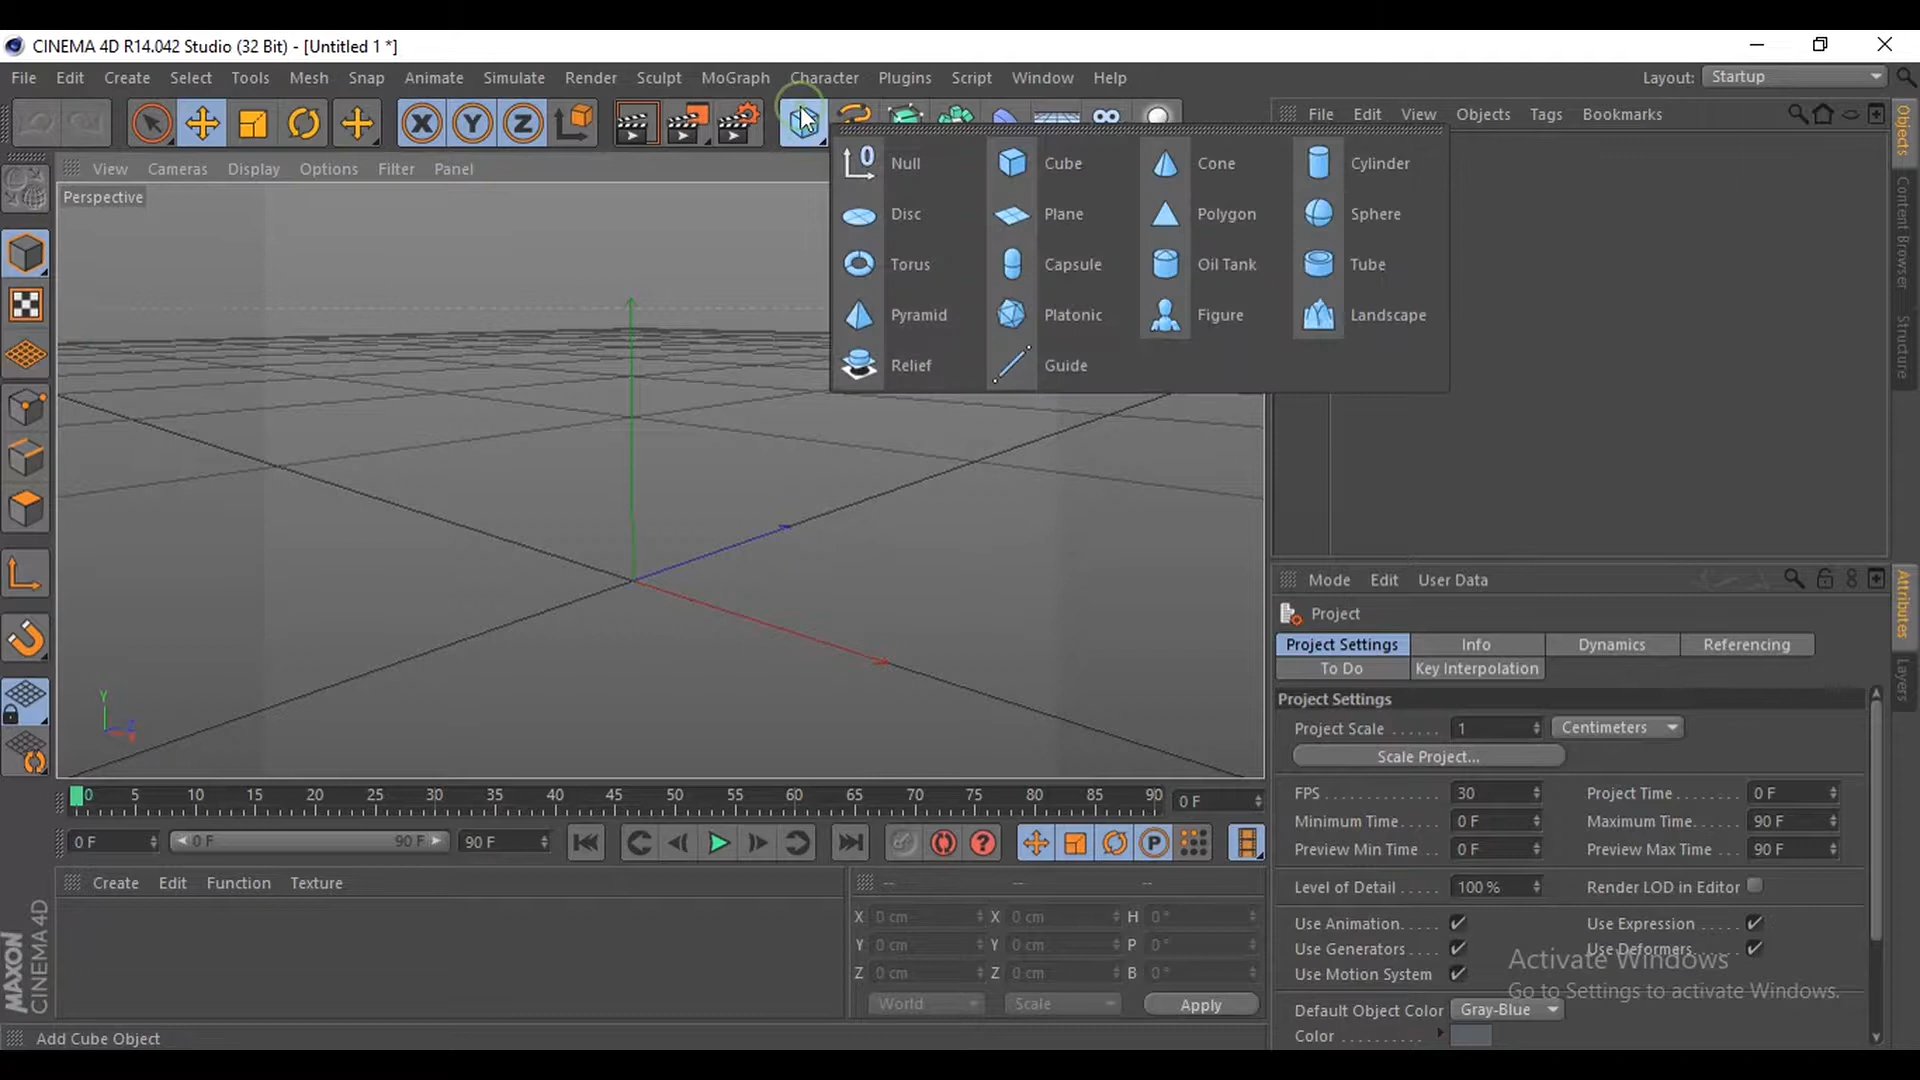 CINEMA 4D R14.042 Studio (32 Bit) - [Untitled 1 *]
File Edit Create Select Tools Mesh Snap Animate Simulate Render Sculpt MoGraph Character Plugins Script Window Help Layout: Startup
File Edit View Objects Tags Bookmarks
View Cameras Display Options Filter Panel
Perspective
Null Cube Cone Cylinder
Disc Plane Polygon Sphere
Torus Capsule Oil Tank Tube
Pyramid Platonic Figure Landscape
Relief Guide
Objects
Content Browser
Structure
X Y Z
Y
Z
X
Mode Edit User Data
Project
Project Settings Info Dynamics Referencing
To Do Key Interpolation
Project Settings
Project Scale ...... 1 Centimeters
Scale Project...
FPS ............. 30 Project Time ....... 0 F
Minimum Time ... 0 F Maximum Time ... 90 F
Preview Min Time .. 0 F Preview Max Time ... 90 F
Level of Detail ..... 100 % Render LOD in Editor
Use Animation.... Use Expression .....
Use Generators.... Use Deformers.....
Use Motion System
Default Object Color Gray-Blue
Color ..........
Attributes
Layers
Activate Windows
Go to Settings to activate Windows.
0 5 10 15 20 25 30 35 40 45 50 55 60 65 70 75 80 85 90 0 F
0 F 0 F 90 F 90 F P
Create Edit Function Texture
-- -- --
X 0 cm X 0 cm H 0 °
Y 0 cm Y 0 cm P 0 °
Z 0 cm Z 0 cm B 0 °
World Scale Apply
MAXON
CINEMA 4D
Add Cube Object